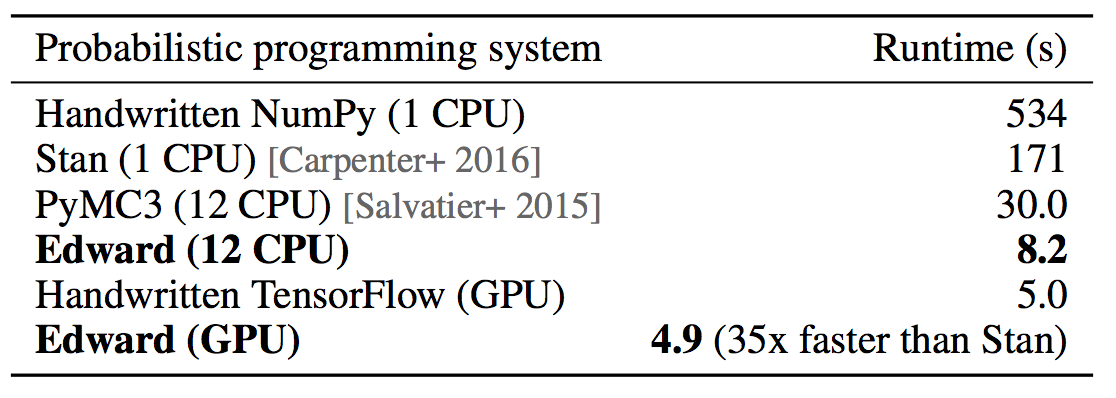 Probabilistic programming system Runtime (s)
Handwritten NumPy (1 CPU) 534
Stan (1 CPU) [Carpenter+ 2016] 171
PyMC3 (12 CPU) [Salvatier+ 2015] 30.0
Edward (12 CPU) 8.2
Handwritten TensorFlow (GPU) 5.0
Edward (GPU) 4.9 (35x faster than Stan)